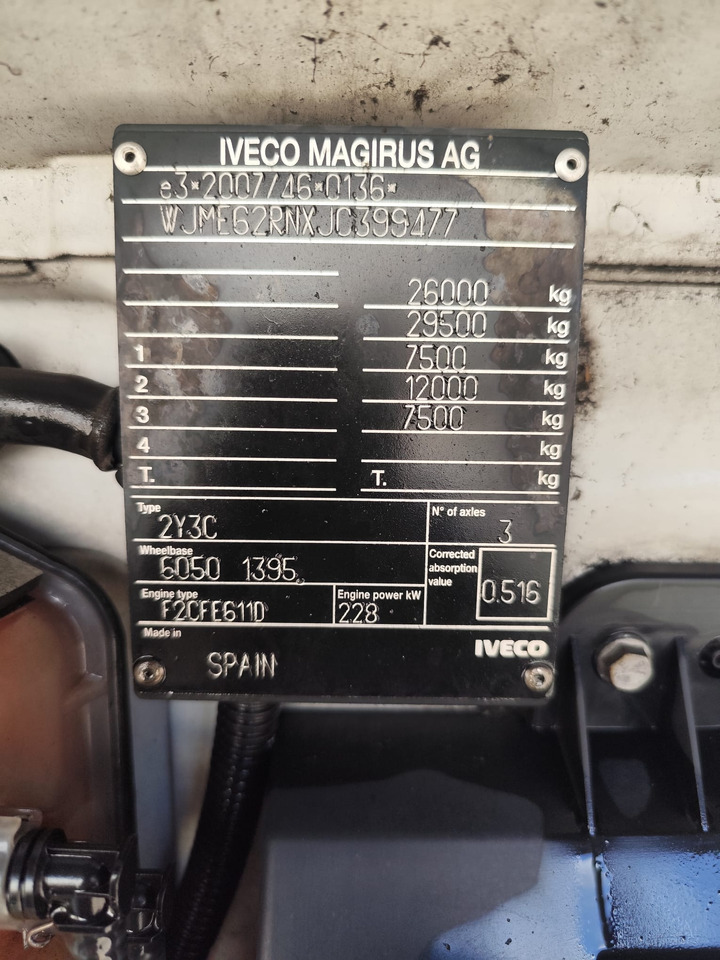 IVECO MAGIRUS AG
e3*2007/46*0136*
WJME62RNXJC399477
26000 kg
29500 kg
1 7500 kg
2 12000 kg
3 7500 kg
4 kg
T. T. kg
Type
2Y3C
N° of axles
3
Wheelbase
6050 1395
Corrected absorption value
0.516
Engine type
F2CFE611D
Engine power kW
228
Made in
SPAIN
IVECO